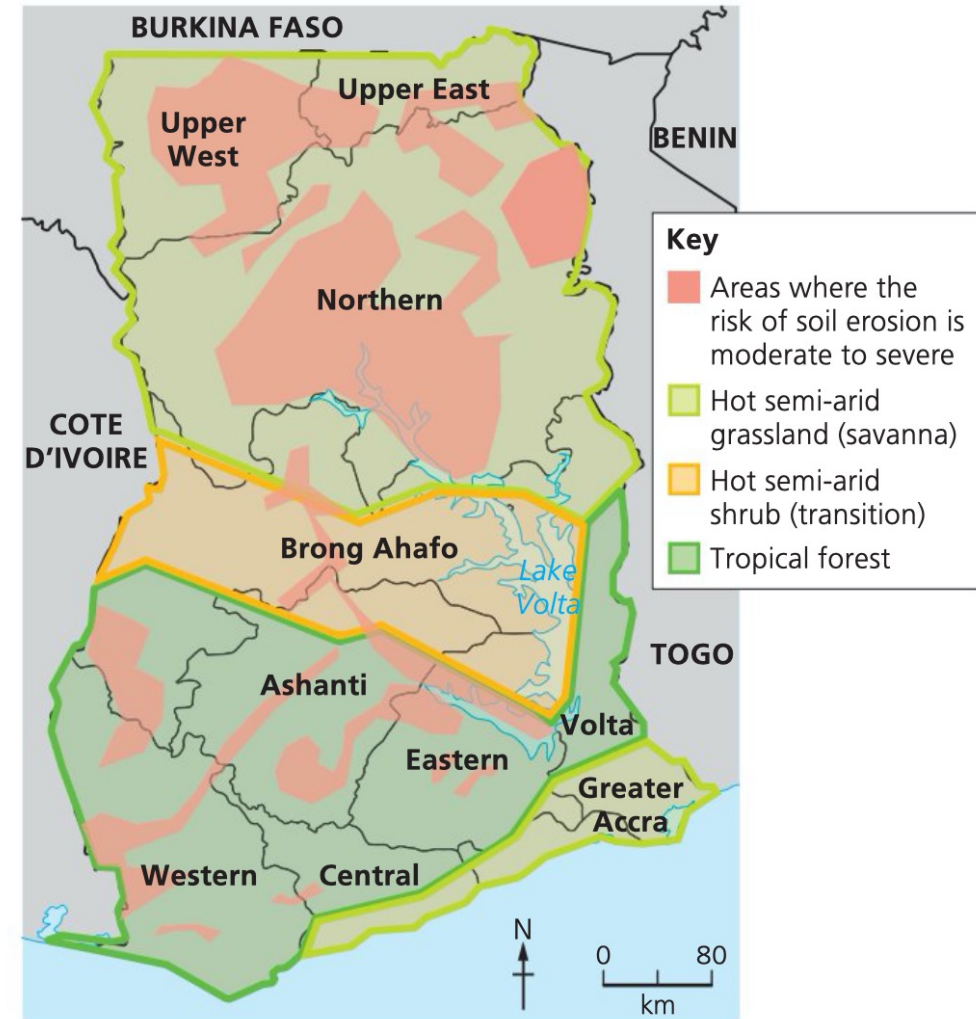 BURKINA FASO
Upper East
Upper
West
BENIN
Northern
COTE
D'IVOIRE
Brong Ahafo
Lake
Volta
TOGO
Ashanti
Volta
Eastern
Greater
Accra
Western
Central
N
0 80
km
Key
Areas where the
risk of soil erosion is
moderate to severe
Hot semi-arid
grassland (savanna)
Hot semi-arid
shrub (transition)
Tropical forest